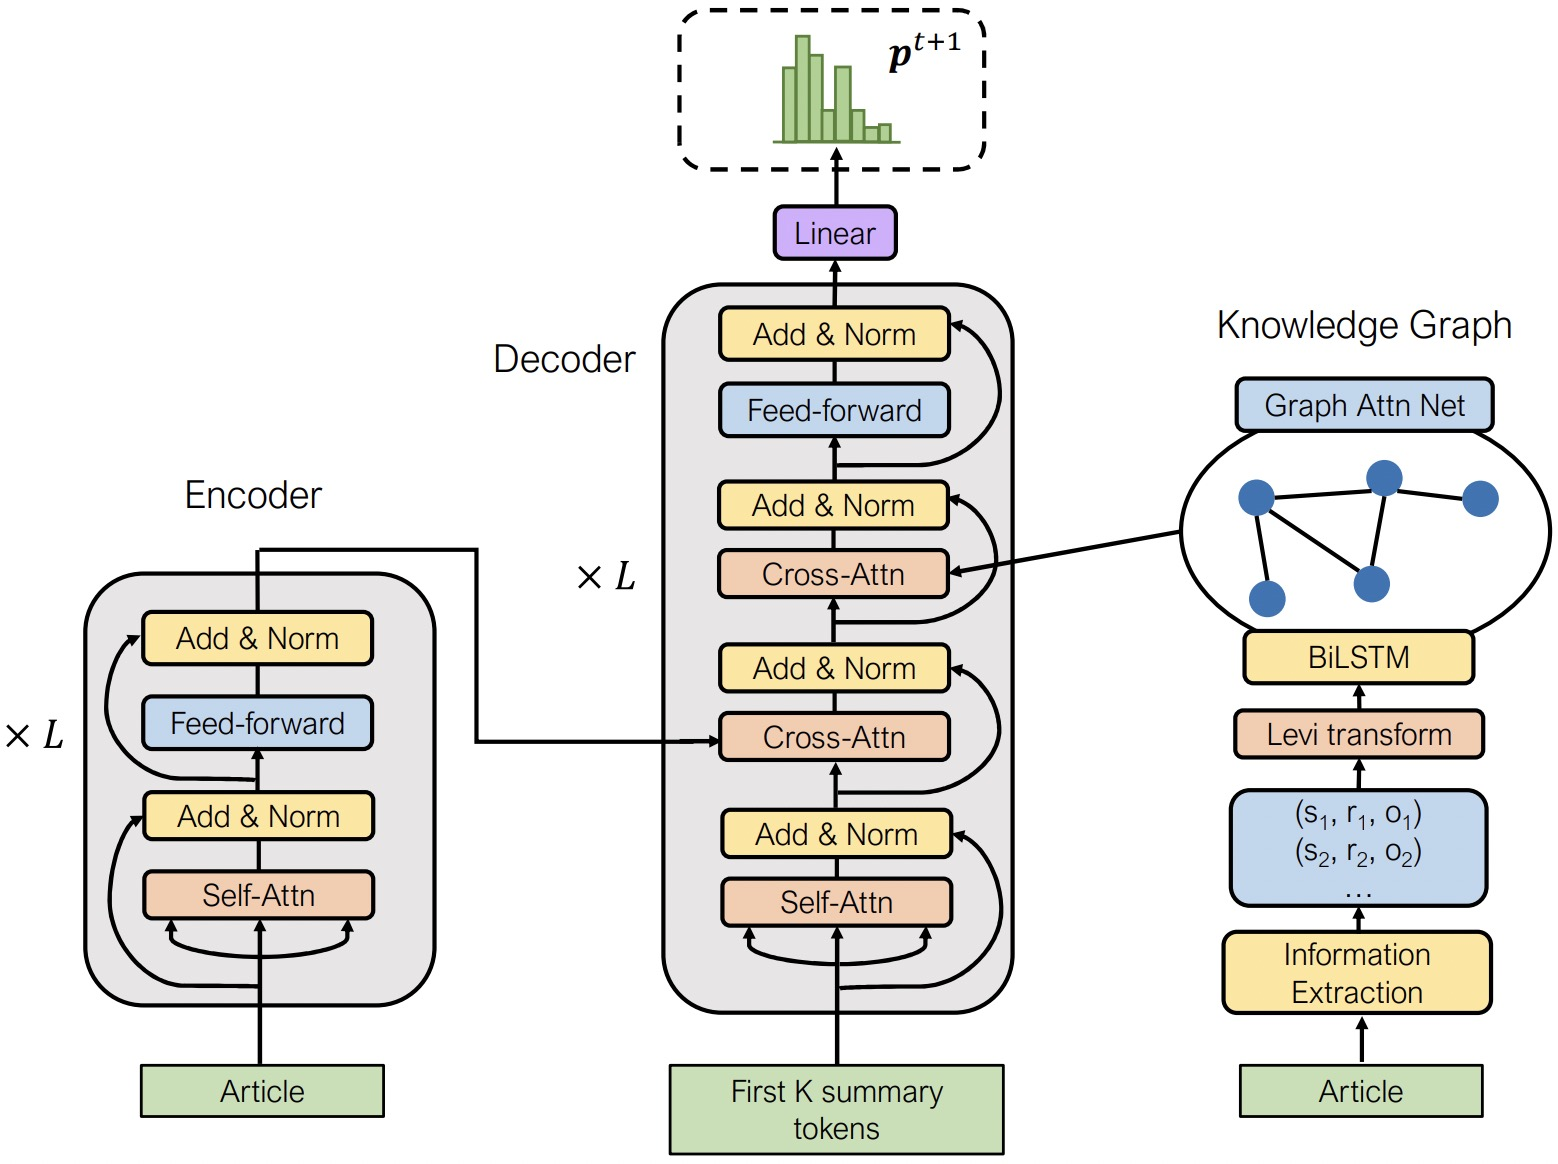 p^{t+1}
Linear
Decoder
Add & Norm
Feed-forward
Add & Norm
Cross-Attn
× L
Add & Norm
Cross-Attn
Add & Norm
Self-Attn
First K summary
tokens
Encoder
Add & Norm
Feed-forward
× L
Add & Norm
Self-Attn
Article
Knowledge Graph
Graph Attn Net
BiLSTM
Levi transform
(s₁, r₁, o₁)
(s₂, r₂, o₂)
...
Information
Extraction
Article